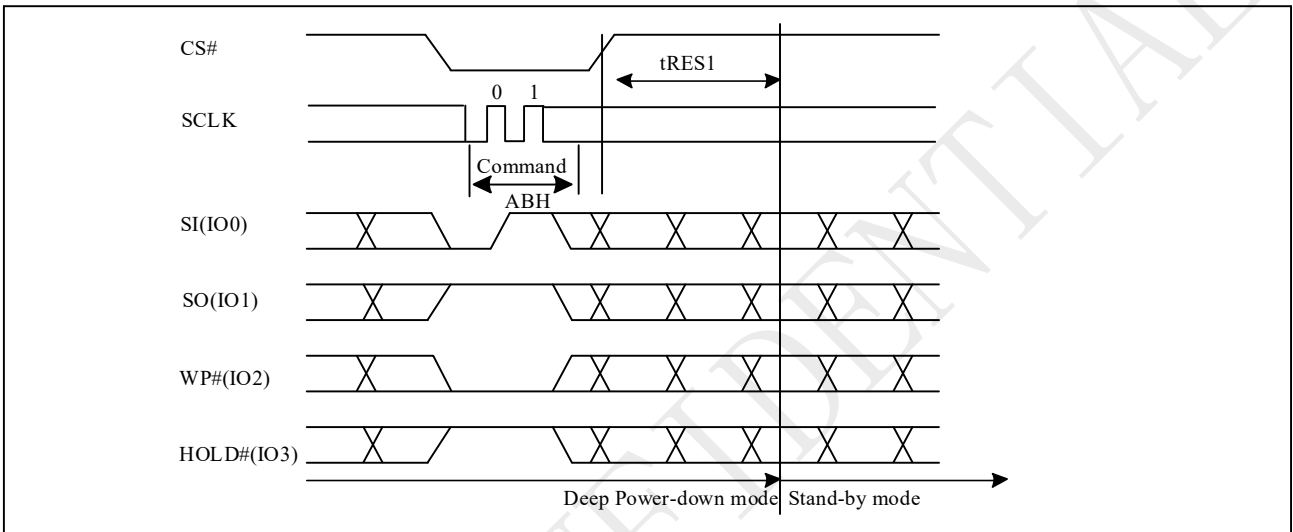 CS#
tRES1
0 1
SCLK
Command
ABH
SI(IO0)
SO(IO1)
WP#(IO2)
HOLD#(IO3)
Deep Power-down mode Stand-by mode